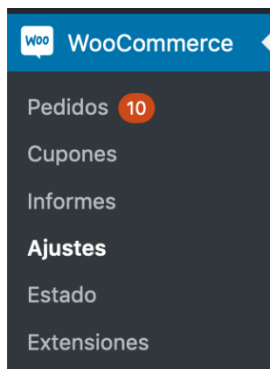 Woo WooCommerce
Pedidos 10
Cupones
Informes
Ajustes
Estado
Extensiones